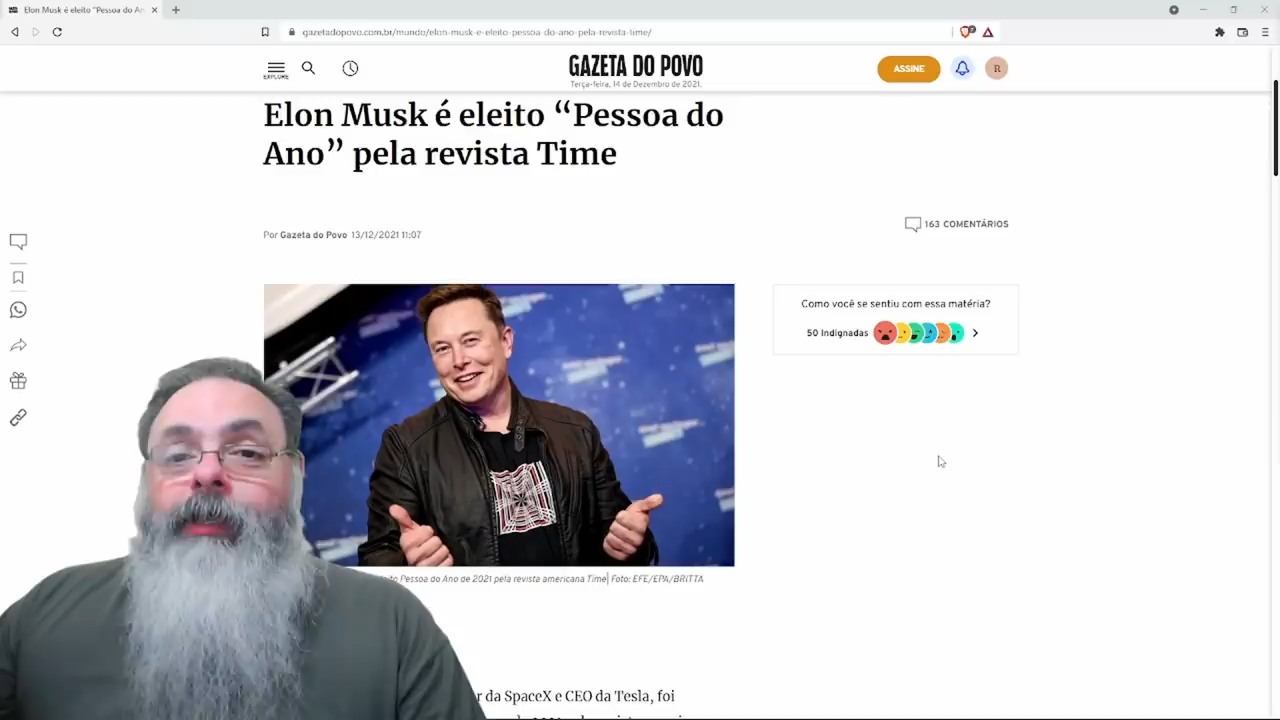 Elon Musk é eleito “Pessoa do An
gazetadopovo.com.br/mundo/elon-musk-e-eleito-pessoa-do-ano-pela-revista-time/
EXPLORE
GAZETA DO POVO
Terça-feira, 14 de Dezembro de 2021.
ASSINE
R
Elon Musk é eleito “Pessoa do
Ano” pela revista Time
Por Gazeta do Povo 13/12/2021 11:07
163 COMENTÁRIOS
Como você se sentiu com essa matéria?
50 Indignadas
Pessoa do Ano de 2021 pela revista americana Time| Foto: EFE/EPA/BRITTA
r da SpaceX e CEO da Tesla, foi